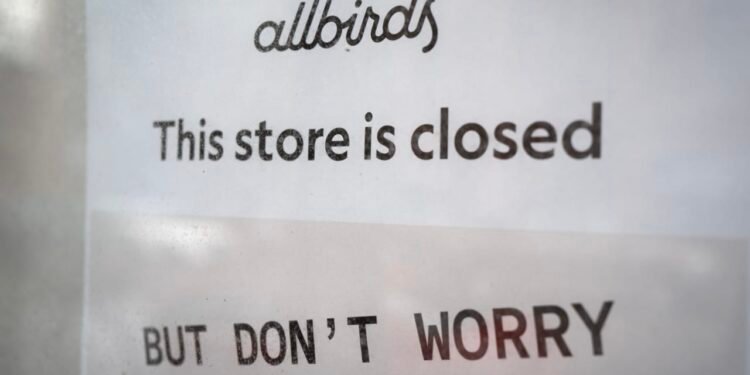 allbirds
This store is closed
BUT DON'T WORRY